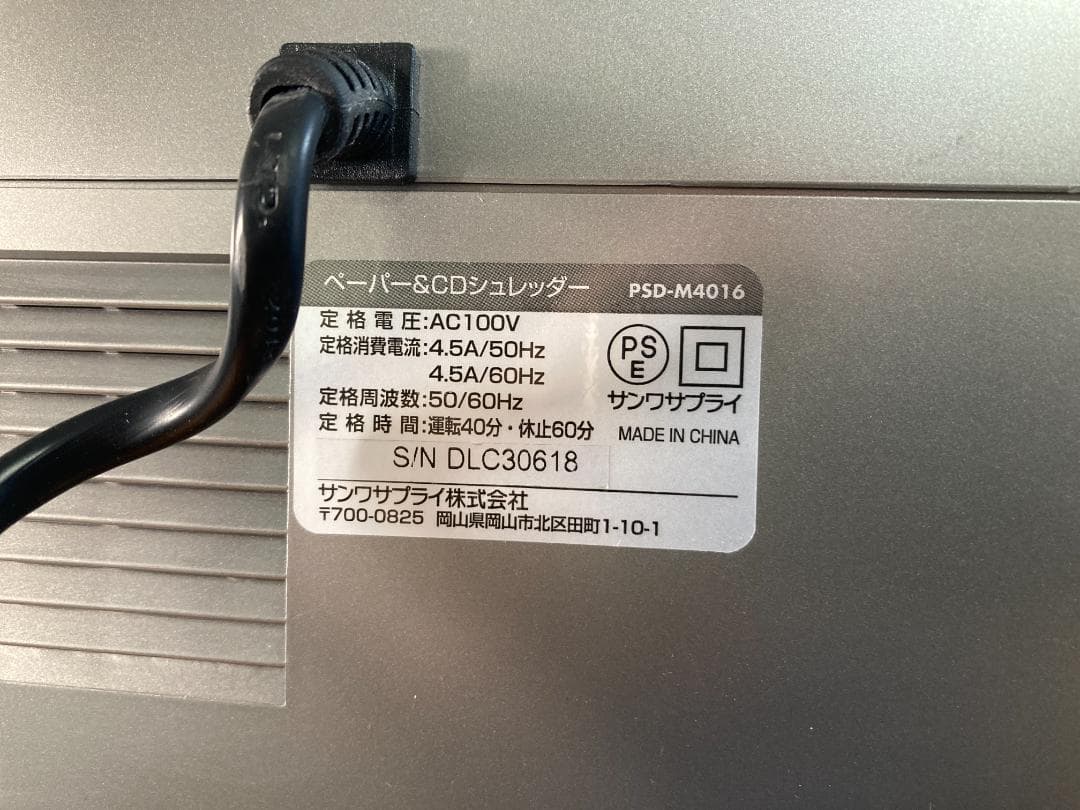 ペーパー&CDシュレッダー PSD-M4016
定格電圧:AC100V
定格消費電流:4.5A/50Hz
4.5A/60Hz
定格周波数:50/60Hz
定格時間:運転40分・休止60分
PS
E
サンワサプライ
MADE IN CHINA
S/N DLC30618
サンワサプライ株式会社
〒700-0825 岡山県岡山市北区田町1-10-1